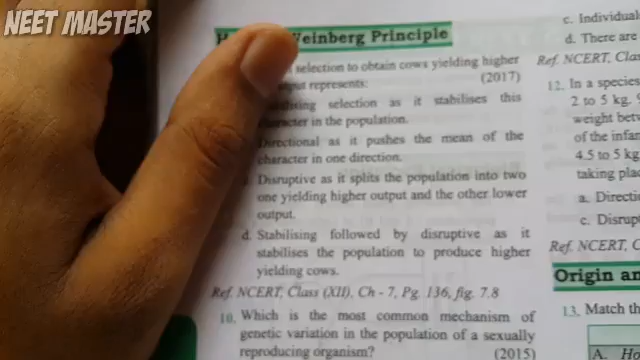 NEET MASTER
Weinberg Principle
selection to obtain cows yielding higher
represents: (2017)
selection as it stabilises this
in the population.
Directional as it pushes the mean of the
character in one direction.
Disruptive as it splits the population into two
one yielding higher output and the other lower
output.
d. Stabilising followed by disruptive as it
stabilises the population to produce higher
yielding cows.
Ref. NCERT, Class (XII), Ch - 7, Pg. 136, fig. 7.8
10. Which is the most common mechanism of
genetic variation in the population of a sexually
reproducing organism? (2015)
c. Individual
d. There are
Ref. NCERT, Clas
12. In a species
2 to 5 kg.
weight betw
of the infan
4.5 to 5 kg
taking plac
a. Directi
c. Disrup
Ref. NCERT, C
Origin an
13. Match th
A. Ho